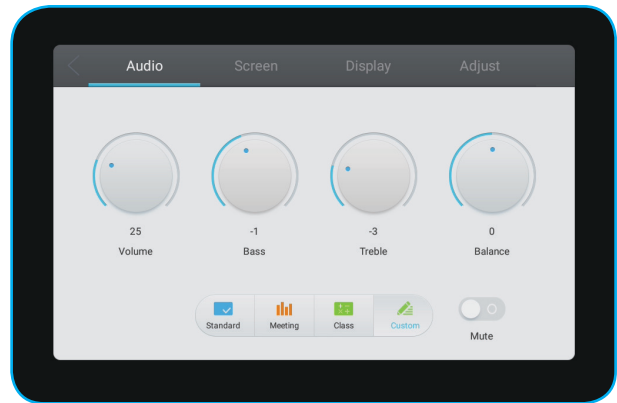 Audio Screen Display Adjust
25 -1 -3 0
Volume Bass Treble Balance
Standard Meeting Class Custom
Mute